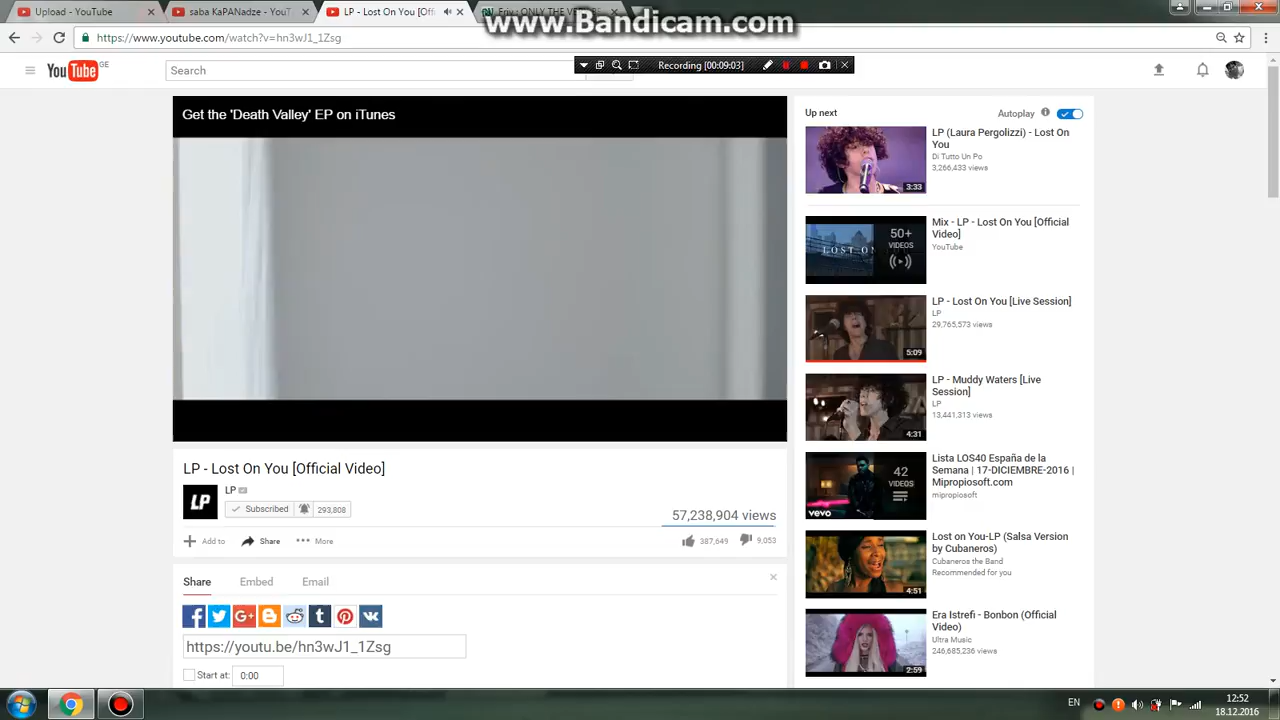 www.Bandicam.com
Upload - YouTube
saba KaPANadze - YouT
LP - Lost On You [Off
https://www.youtube.com/watch?v=hn3wJ1_1Zsg
Recording [00:09:03]
YouTube GE
Search
Get the 'Death Valley' EP on iTunes
LP - Lost On You [Official Video]
LP
Subscribed 293,808
57,238,904 views
Add to Share More 387,649 9,053
Share Embed Email
https://youtu.be/hn3wJ1_1Zsg
Start at: 0:00
Up next Autoplay
LP (Laura Pergolizzi) - Lost On
You
Di Tutto Un Po
3,266,433 views
3:33
Mix - LP - Lost On You [Official
Video]
YouTube
50+
VIDEOS
LOST ON
LP - Lost On You [Live Session]
LP
29,765,573 views
5:09
LP - Muddy Waters [Live
Session]
LP
13,441,313 views
4:31
Lista LOS40 España de la
Semana | 17-DICIEMBRE-2016 |
Mipropiosoft.com
mipropiosoft
42
VIDEOS
vevo
Lost on You-LP (Salsa Version
by Cubaneros)
Cubaneros the Band
Recommended for you
4:51
Era Istrefi - Bonbon (Official
Video)
Ultra Music
246,685,236 views
2:59
EN
12:52
18.12.2016